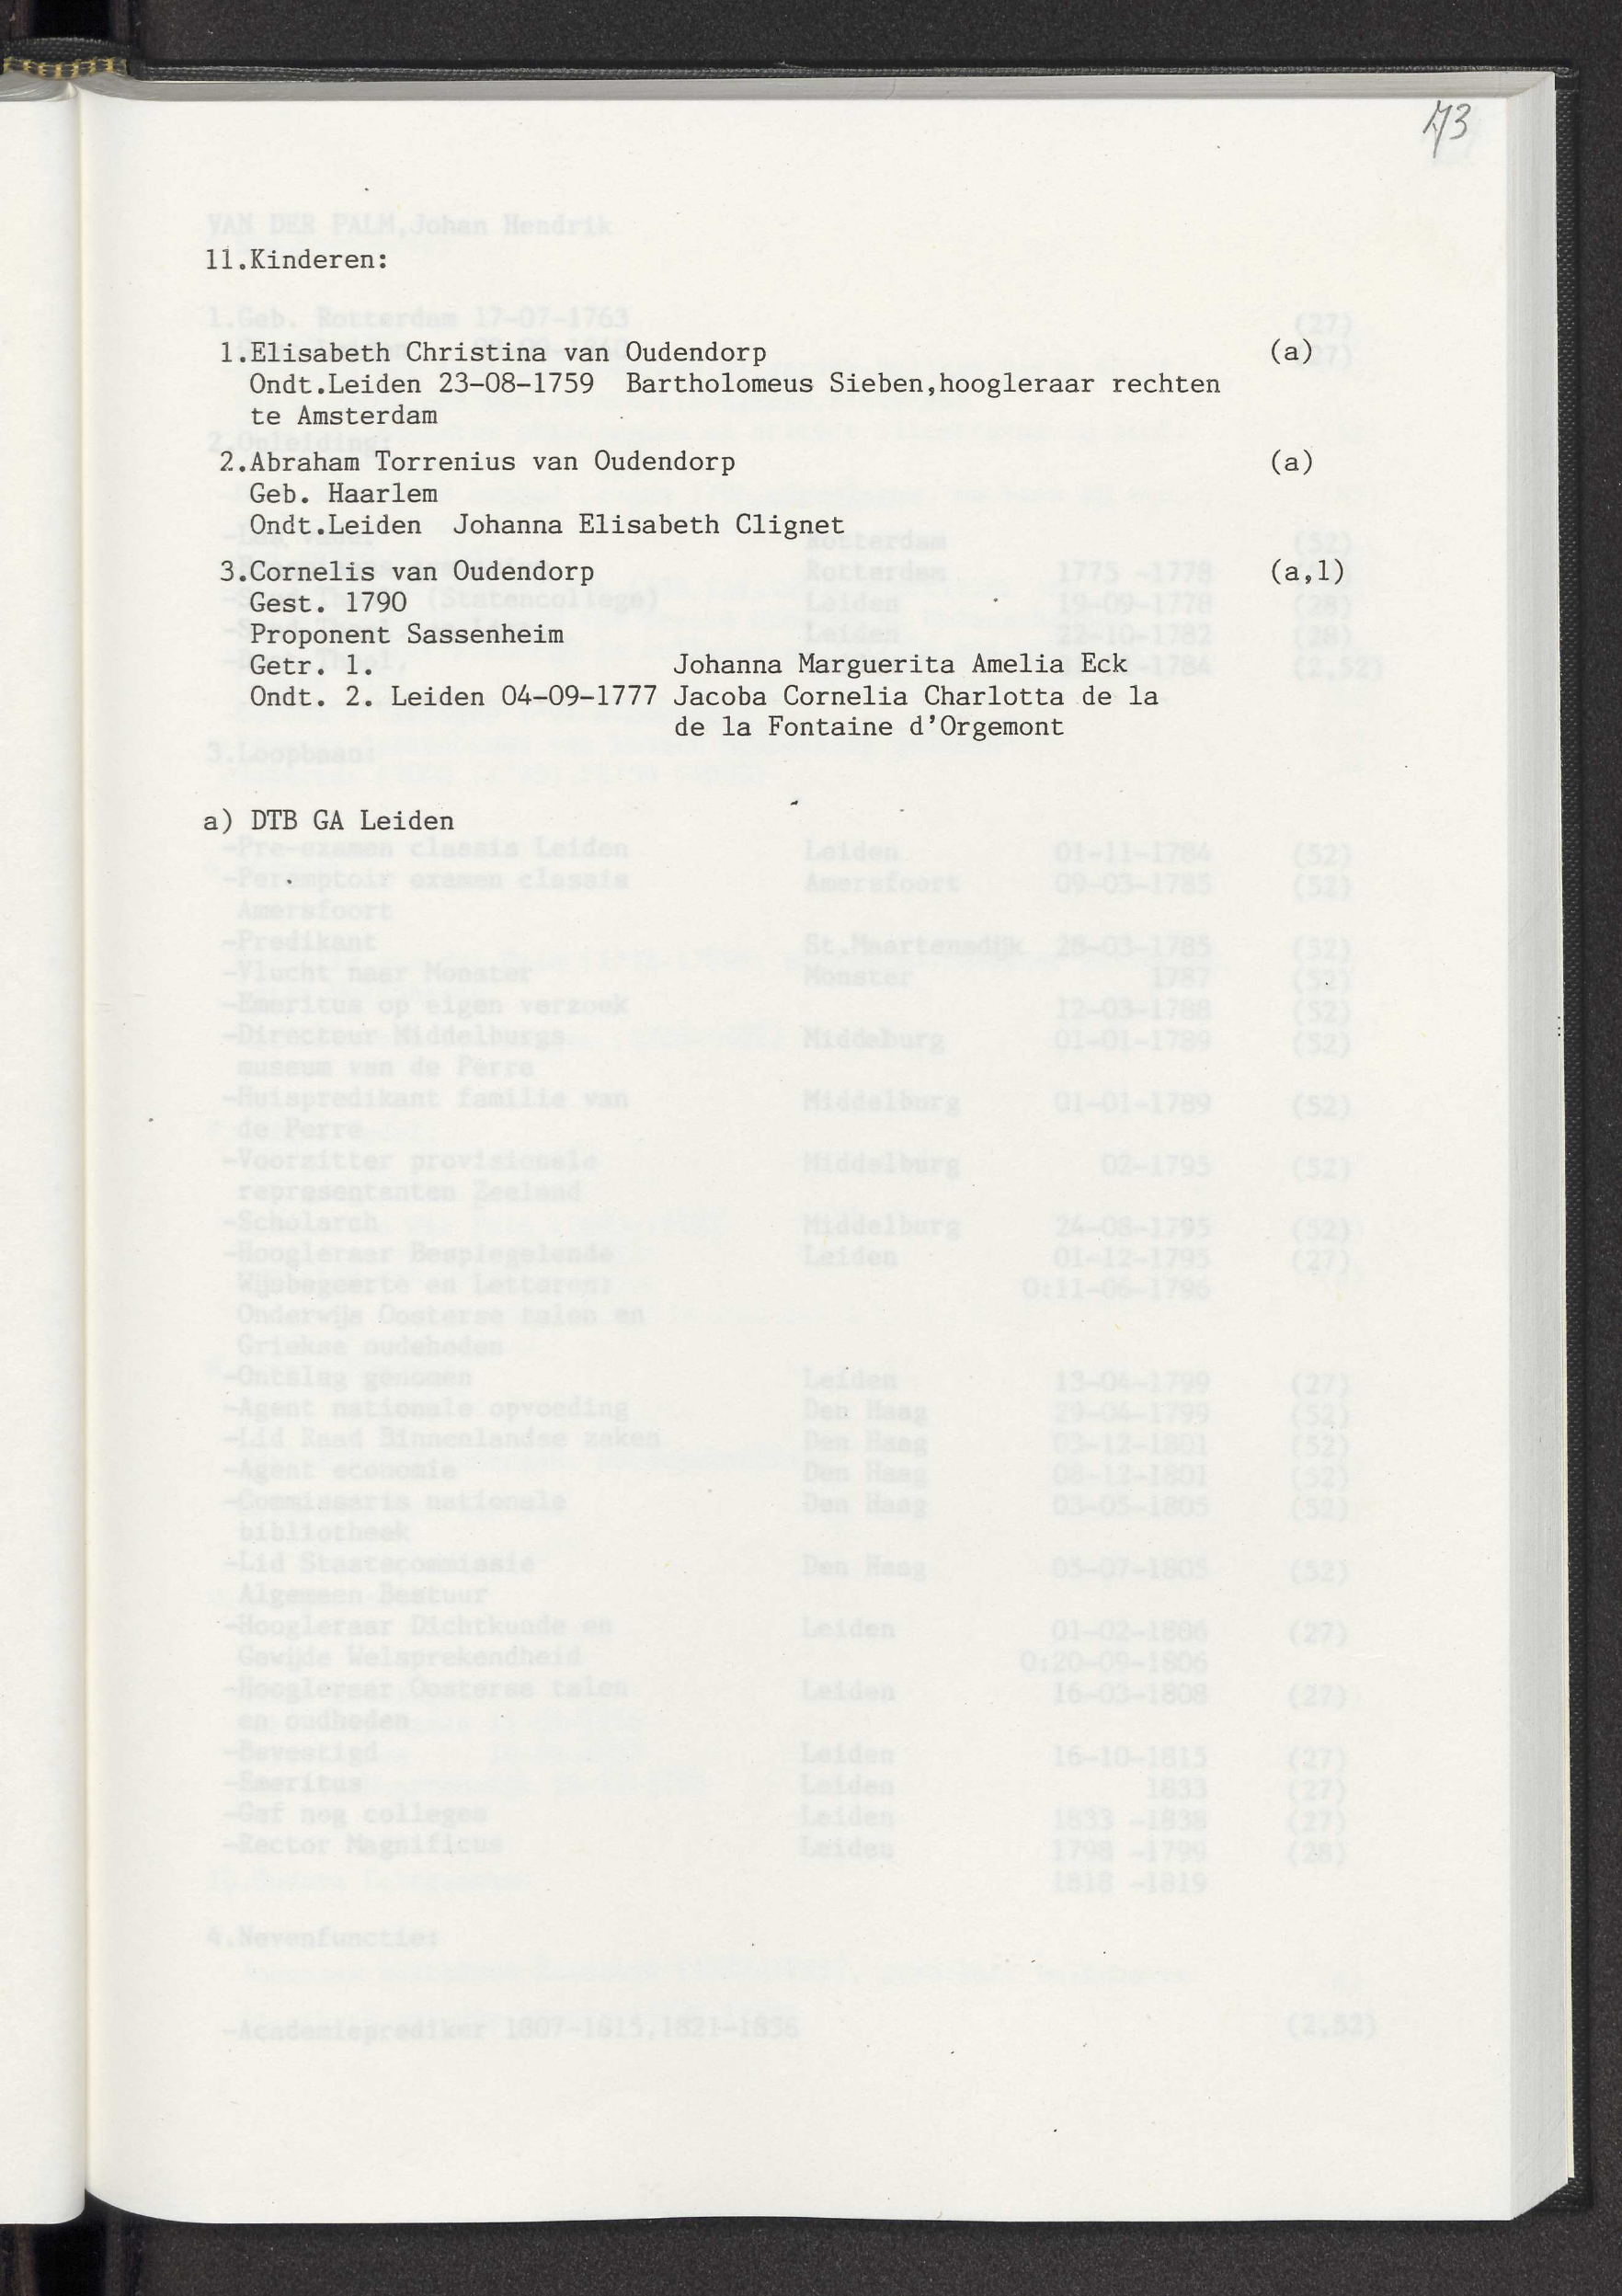 173
11.Kinderen:
1.Elisabeth Christina van Oudendorp (a)
Ondt.Leiden 23-08-1759 Bartholomeus Sieben,hoogleraar rechten
te Amsterdam
2.Abraham Torrenius van Oudendorp (a)
Geb. Haarlem
Ondt.Leiden Johanna Elisabeth Clignet
3.Cornelis van Oudendorp (a,1)
Gest. 1790
Proponent Sassenheim
Getr. 1. Johanna Marguerita Amelia Eck
Ondt. 2. Leiden 04-09-1777 Jacoba Cornelia Charlotta de la
de la Fontaine d'Orgemont
a) DTB GA Leiden